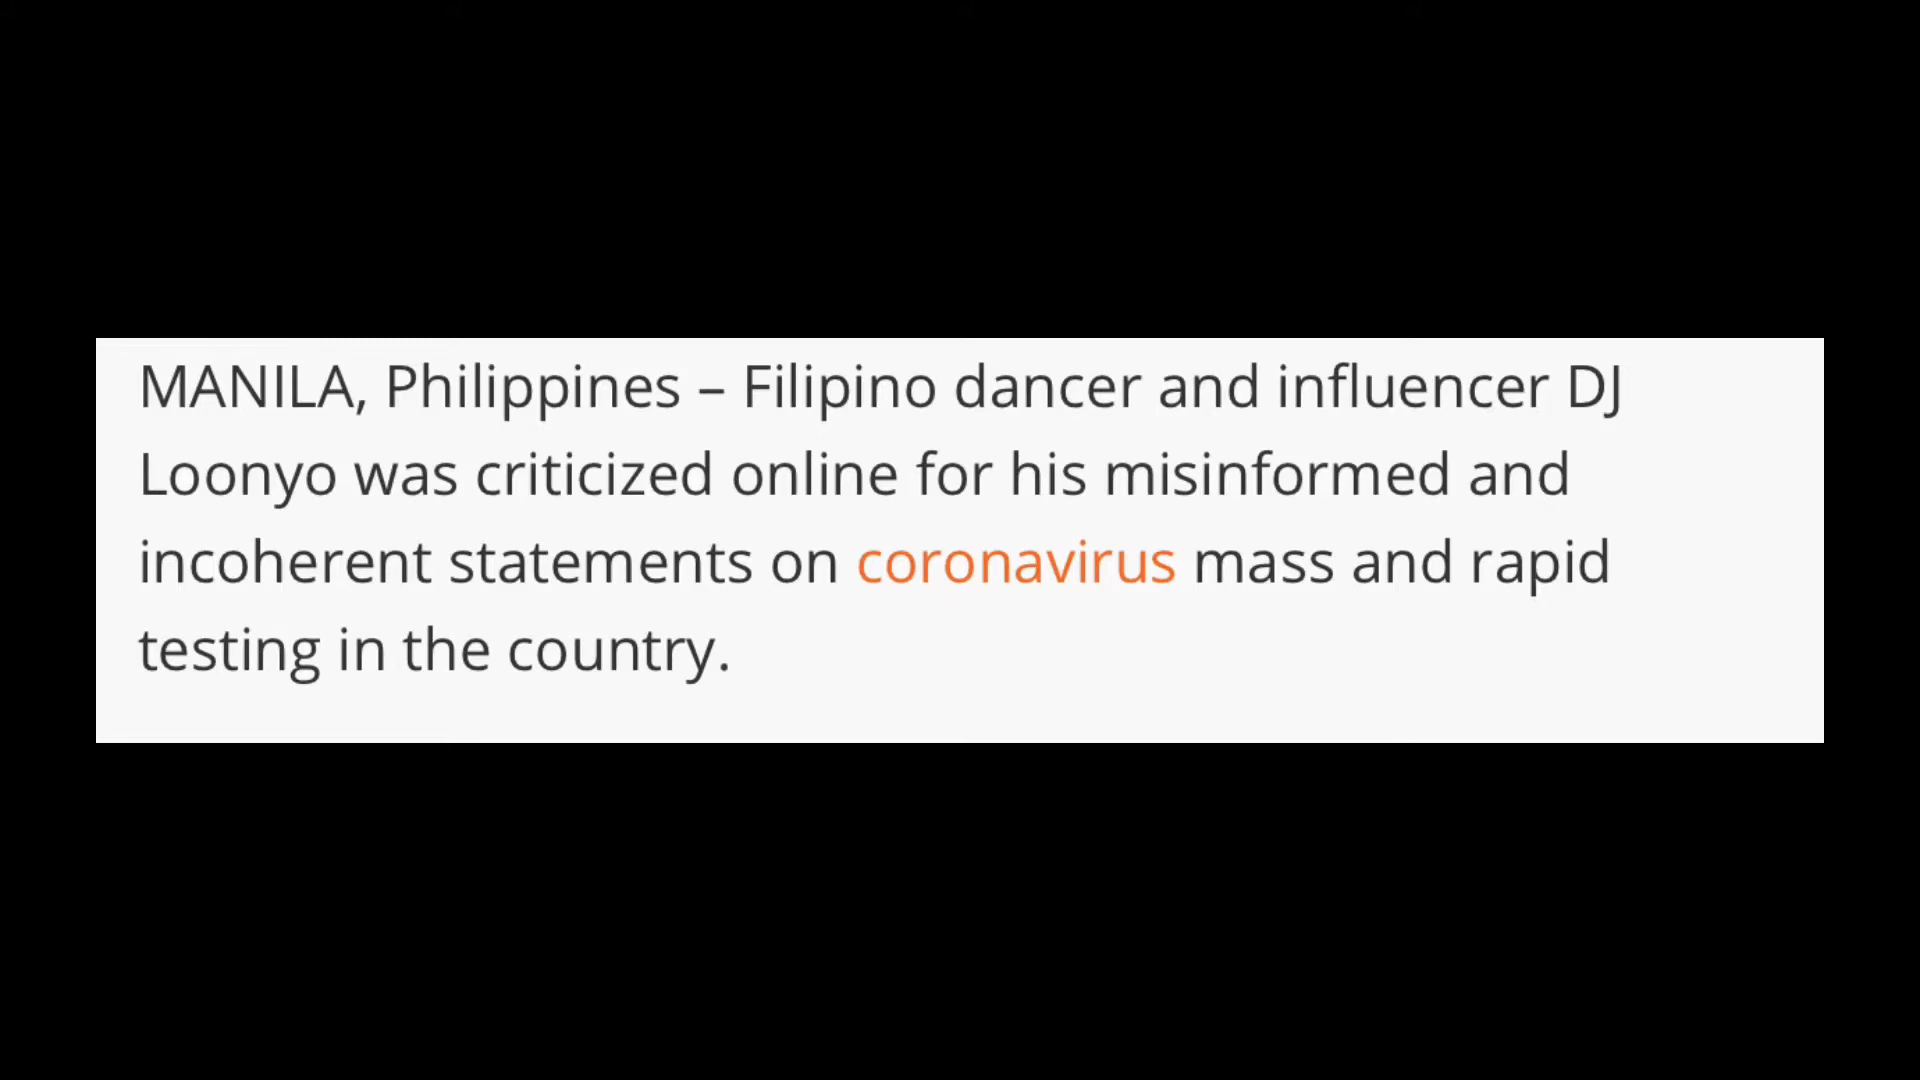 MANILA, Philippines – Filipino dancer and influencer DJ
Loonyo was criticized online for his misinformed and
incoherent statements on coronavirus mass and rapid
testing in the country.